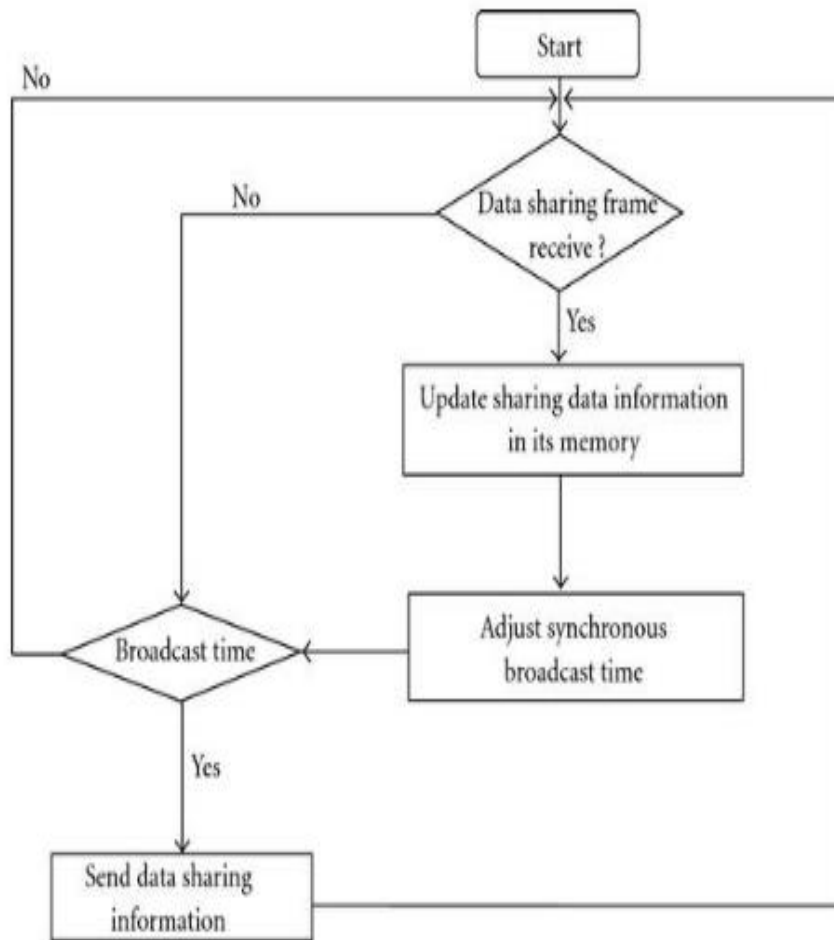 Start
No
No
Data sharing frame
receive ?
Yes
Update sharing data information
in its memory
Adjust synchronous
broadcast time
Broadcast time
Yes
Send data sharing
information